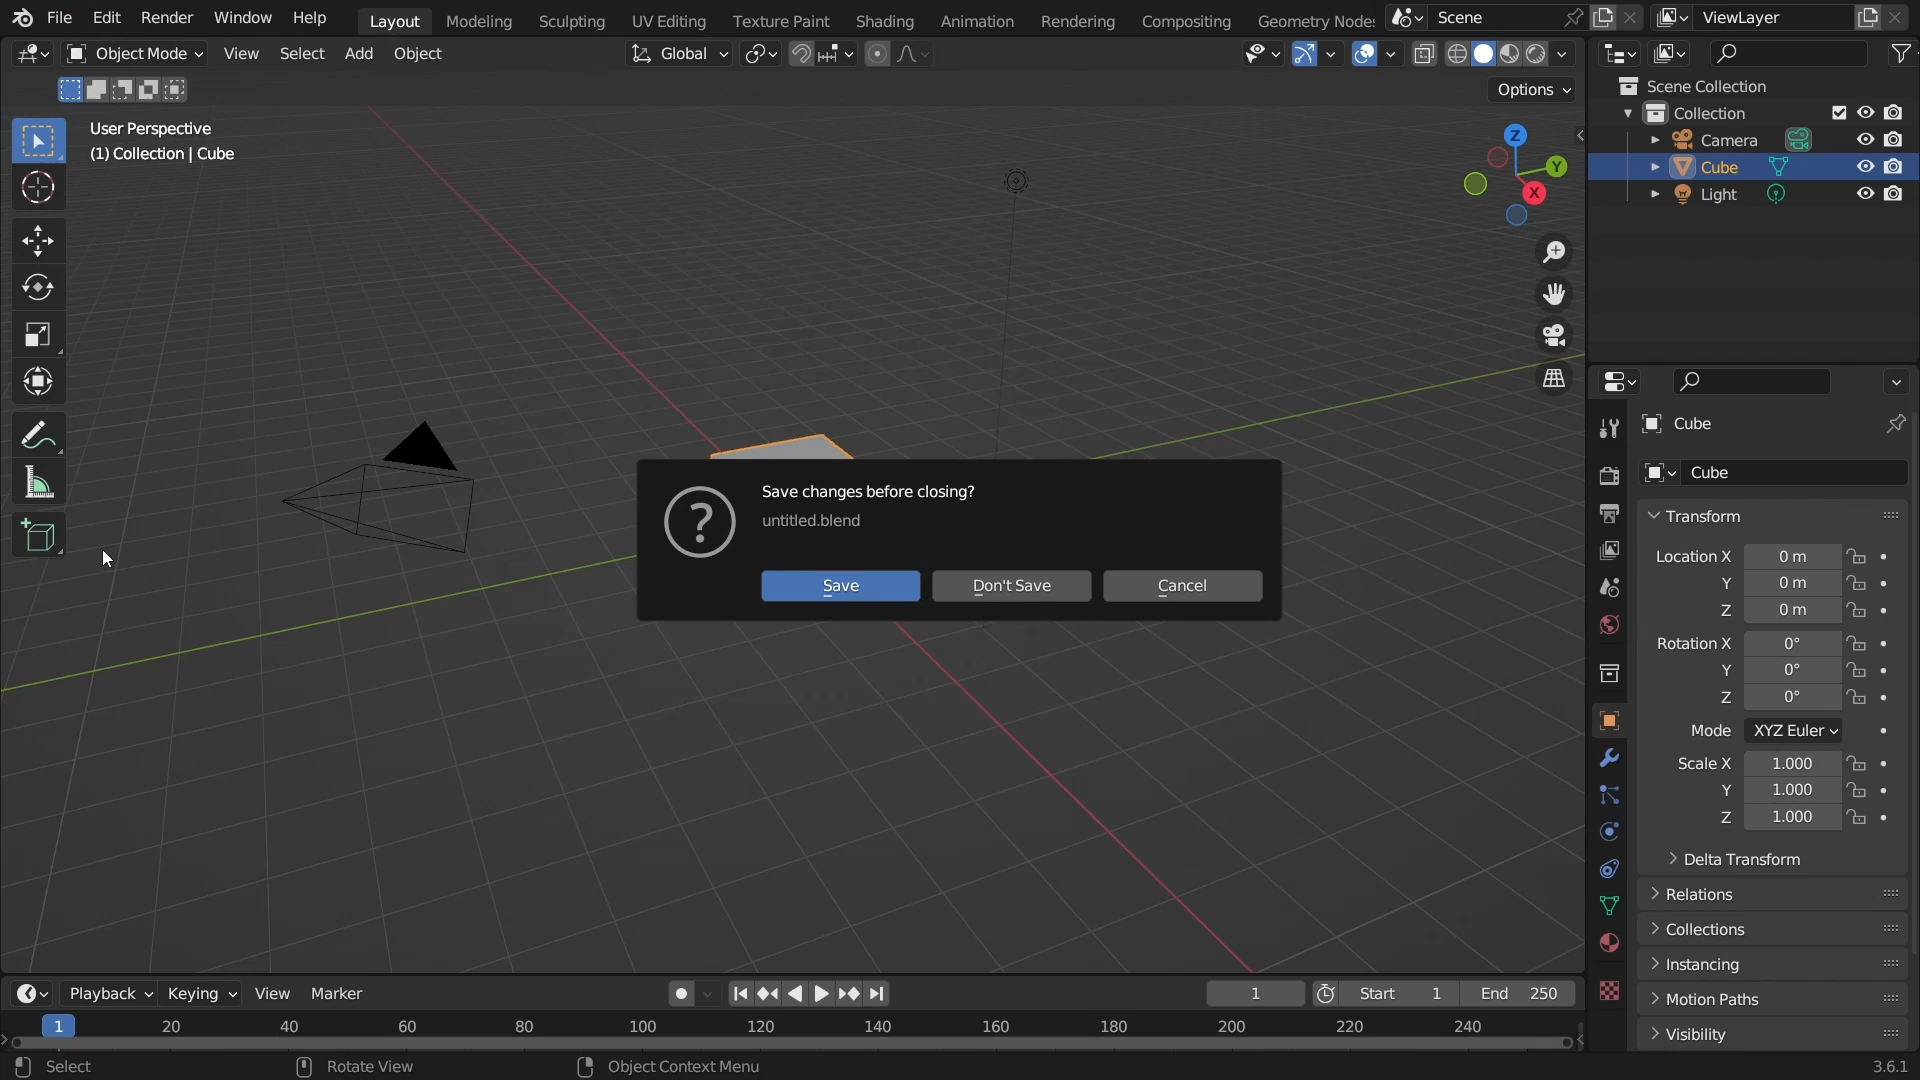 File Edit Render Window Help Layout Modeling Sculpting UV Editing Texture Paint Shading Animation Rendering Compositing Geometry Nodes Scene ViewLayer
Object Mode View Select Add Object Global
Options
User Perspective
(1) Collection | Cube
Z
Y
X
Scene Collection
Collection
Camera
Cube
Light
Save changes before closing?
untitled.blend
Save Don't Save Cancel
Cube
Cube
Transform
Location X 0 m
Y 0 m
Z 0 m
Rotation X 0°
Y 0°
Z 0°
Mode XYZ Euler
Scale X 1.000
Y 1.000
Z 1.000
Delta Transform
Relations
Collections
Instancing
Motion Paths
Visibility
Playback Keying View Marker 1 Start 1 End 250
1 20 40 60 80 100 120 140 160 180 200 220 240
Select Rotate View Object Context Menu 3.6.1